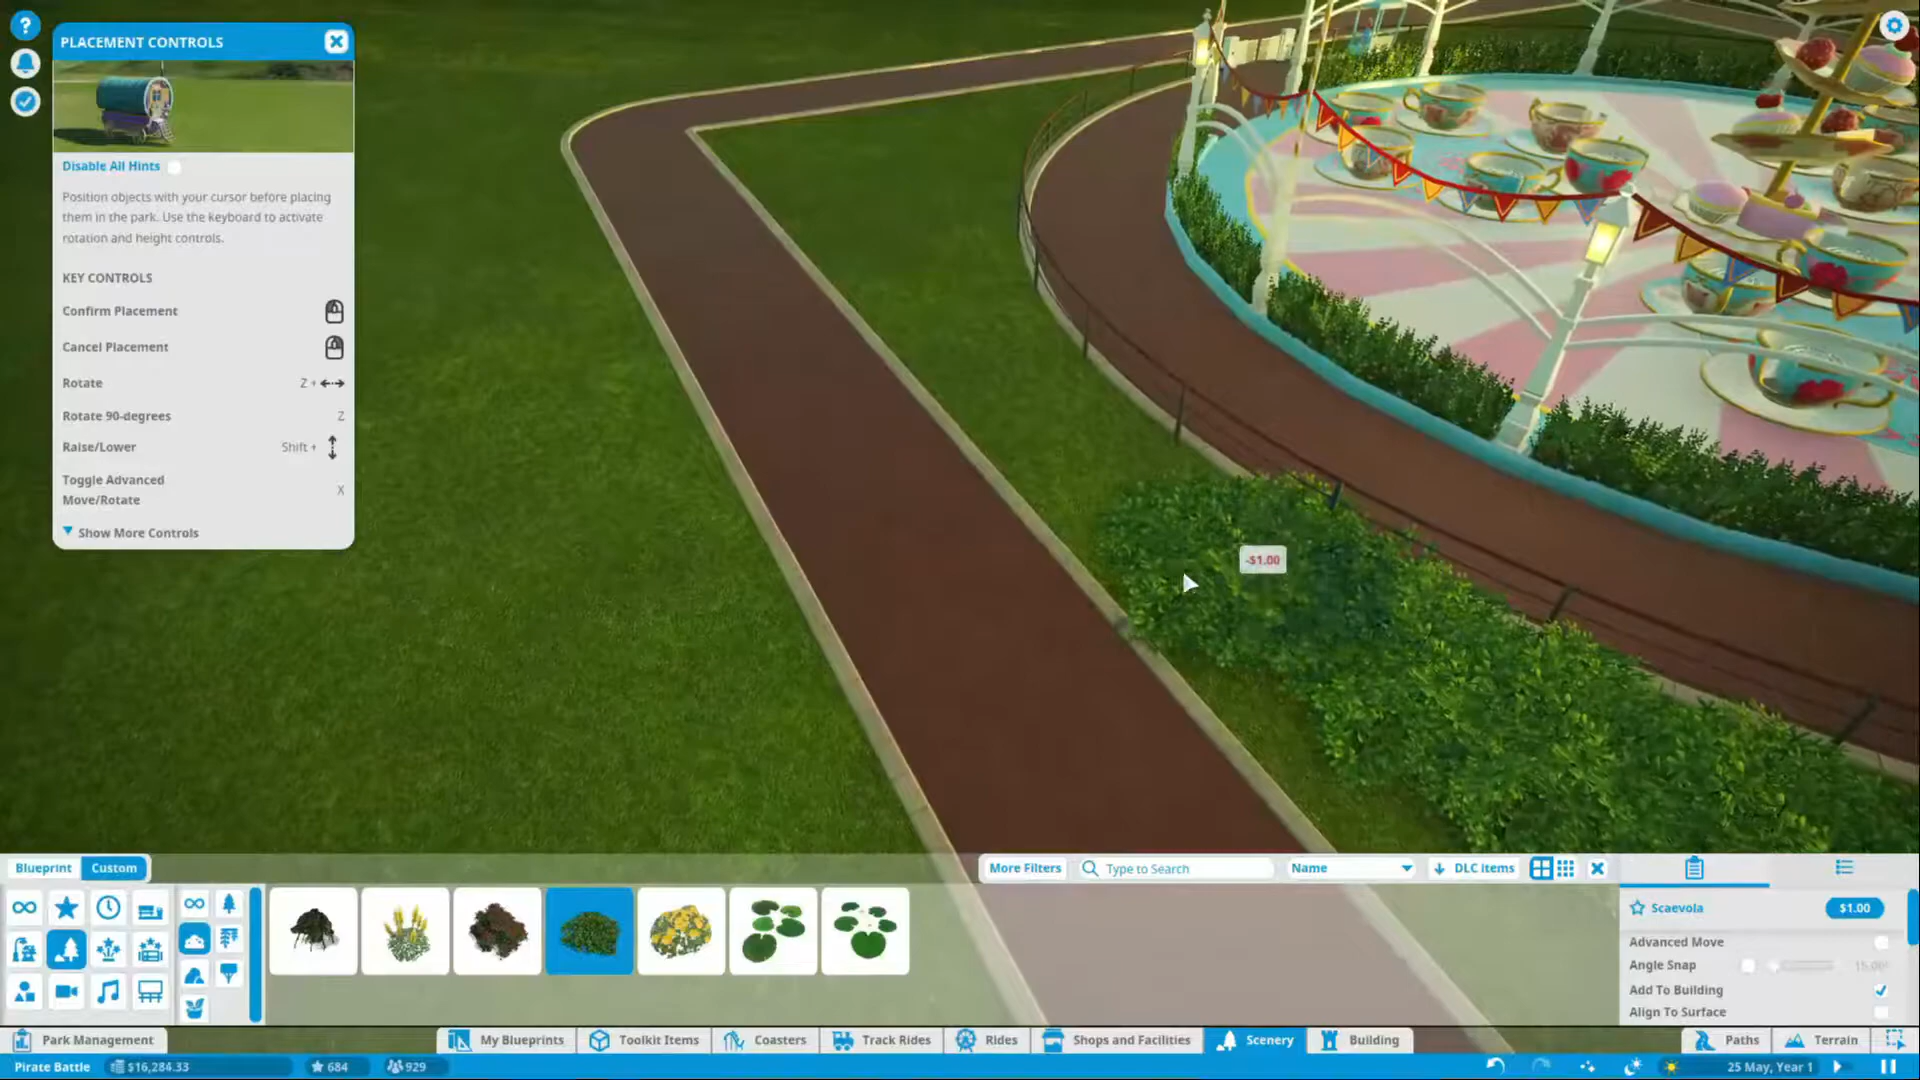 ?
PLACEMENT CONTROLS
Disable All Hints
Position objects with your cursor before placing
them in the park. Use the keyboard to activate
rotation and height controls.
KEY CONTROLS
Confirm Placement
Cancel Placement
Rotate Z +
Rotate 90-degrees Z
Raise/Lower Shift +
Toggle Advanced
Move/Rotate X
Show More Controls
-$1.00
Blueprint Custom
More Filters Type to Search Name DLC items
Scaevola $1.00
Advanced Move
Angle Snap 15.00°
Add To Building
Align To Surface
Park Management My Blueprints Toolkit Items Coasters Track Rides Rides Shops and Facilities Scenery Building Paths Terrain
Pirate Battle $16,284.33 684 929 25 May, Year 1